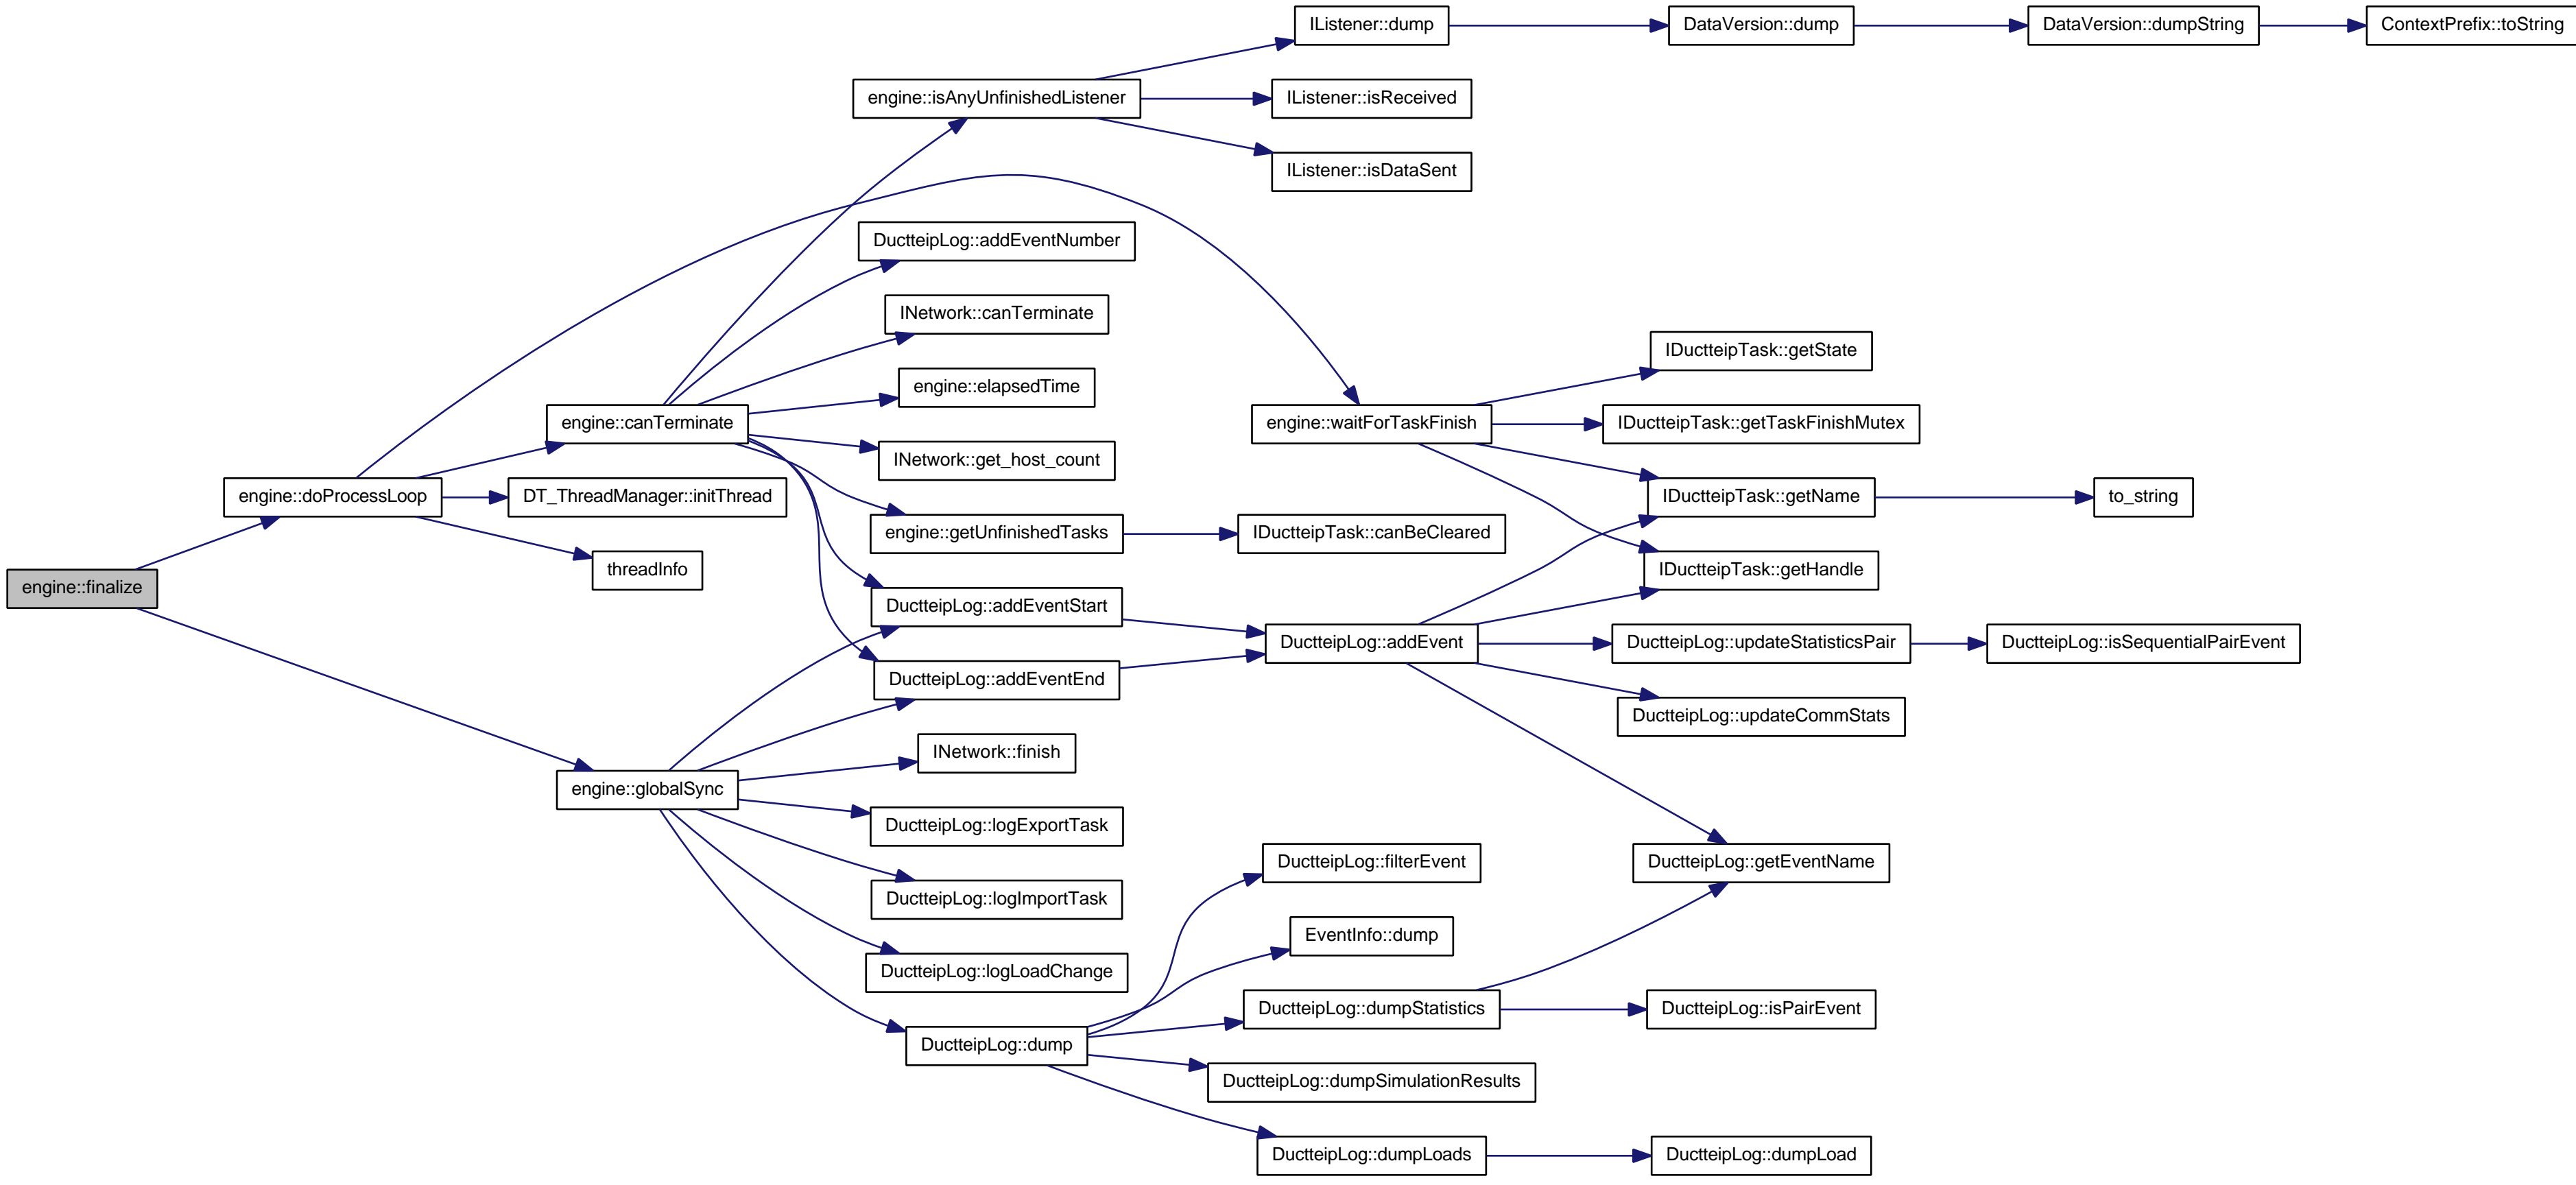 IListener::dump
DataVersion::dump
DataVersion::dumpString
ContextPrefix::toString
engine::isAnyUnfinishedListener
IListener::isReceived
IListener::isDataSent
DuctteipLog::addEventNumber
INetwork::canTerminate
IDuctteipTask::getState
engine::elapsedTime
engine::canTerminate
engine::waitForTaskFinish
IDuctteipTask::getTaskFinishMutex
INetwork::get_host_count
engine::doProcessLoop
DT_ThreadManager::initThread
IDuctteipTask::getName
to_string
engine::getUnfinishedTasks
IDuctteipTask::canBeCleared
threadInfo
IDuctteipTask::getHandle
engine::finalize
DuctteipLog::addEventStart
DuctteipLog::addEvent
DuctteipLog::updateStatisticsPair
DuctteipLog::isSequentialPairEvent
DuctteipLog::addEventEnd
DuctteipLog::updateCommStats
INetwork::finish
engine::globalSync
DuctteipLog::logExportTask
DuctteipLog::filterEvent
DuctteipLog::getEventName
DuctteipLog::logImportTask
EventInfo::dump
DuctteipLog::logLoadChange
DuctteipLog::dumpStatistics
DuctteipLog::isPairEvent
DuctteipLog::dump
DuctteipLog::dumpSimulationResults
DuctteipLog::dumpLoads
DuctteipLog::dumpLoad